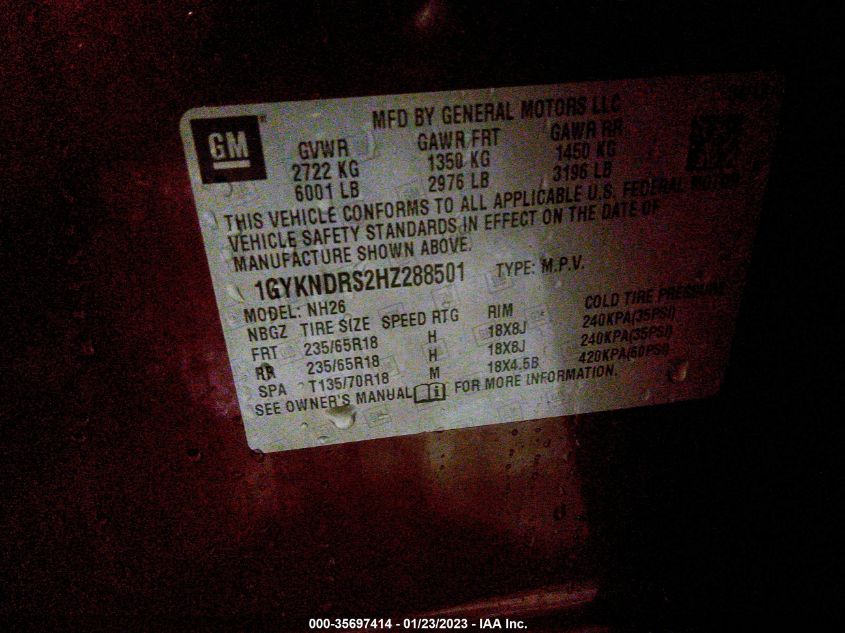 MFD BY GENERAL MOTORS LLC
GM
GVWR GAWR FRT GAWR RR
2722 KG 1350 KG 1450 KG
6001 LB 2976 LB 3196 LB
THIS VEHICLE CONFORMS TO ALL APPLICABLE U.S. FEDERAL MOTOR
VEHICLE SAFETY STANDARDS IN EFFECT ON THE DATE OF
MANUFACTURE SHOWN ABOVE.
1GYKNDRS2HZ288501 TYPE: M.P.V.
MODEL: NH26
NBGZ TIRE SIZE SPEED RTG RIM COLD TIRE PRESSURE
FRT 235/65R18 H 18X8J 240KPA(35PSI)
RR 235/65R18 H 18X8J 240KPA(35PSI)
SPA T135/70R18 M 18X4.5B 420KPA(60PSI)
SEE OWNER'S MANUAL FOR MORE INFORMATION.
000-35697414 - 01/23/2023 - IAA Inc.